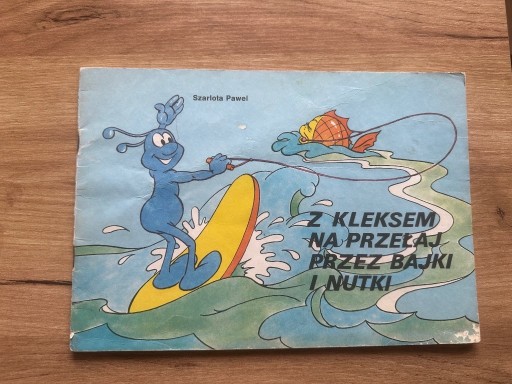 Szarlota Pawel
Z KLEKSEM
NA PRZEŁAJ
PRZEZ BAJKI
I NUTKI